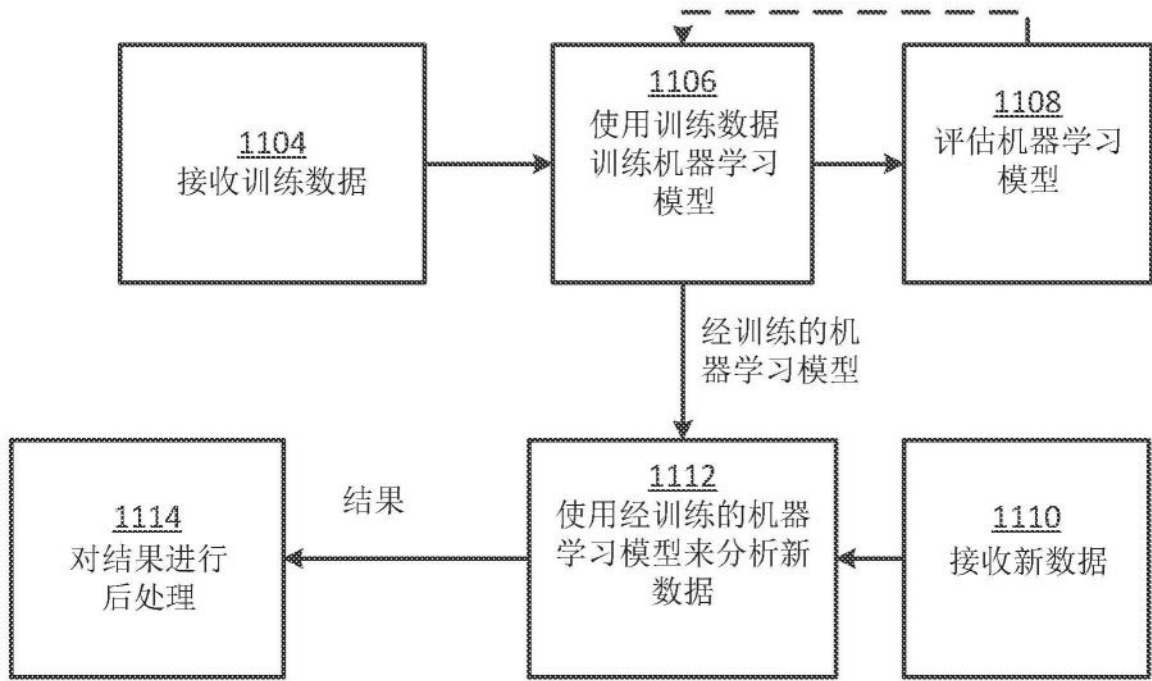 1104
接收训练数据
1106
使用训练数据
训练机器学习
模型
1108
评估机器学习
模型
经训练的机
器学习模型
1114
对结果进行
后处理
结果
1112
使用经训练的机器
学习模型来分析新
数据
1110
接收新数据